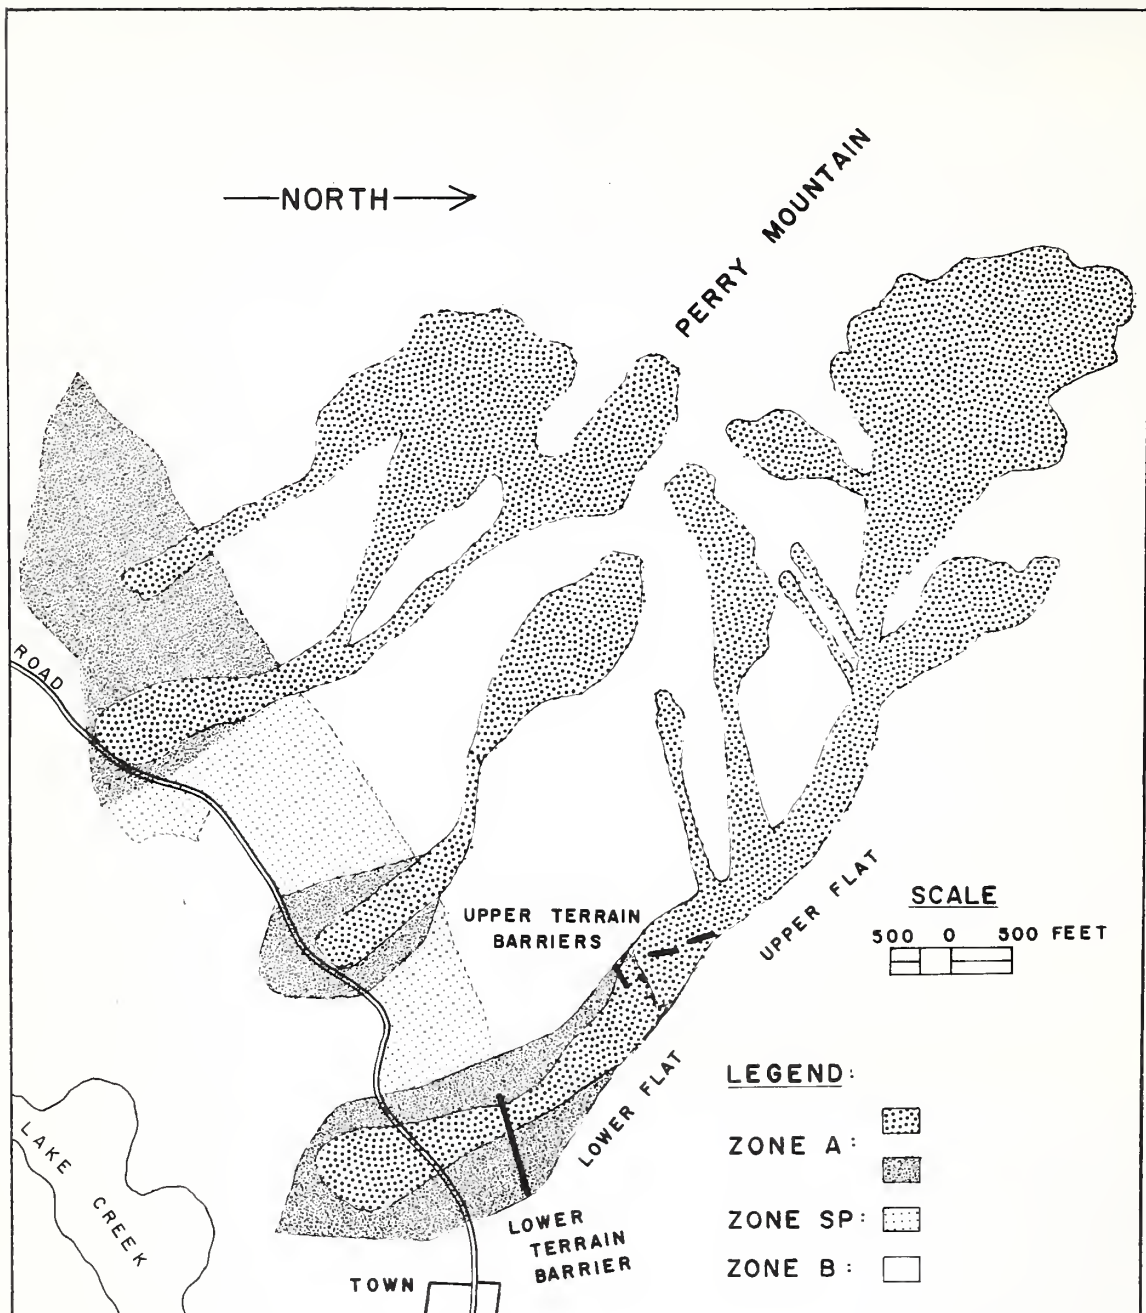 NORTH
PERRY MOUNTAIN
ROAD
UPPER TERRAIN
BARRIERS
UPPER FLAT
SCALE
500 0 500 FEET
LOWER FLAT
LEGEND:
ZONE A:
ZONE SP:
ZONE B:
LAKE CREEK
LOWER
TERRAIN
BARRIER
TOWN